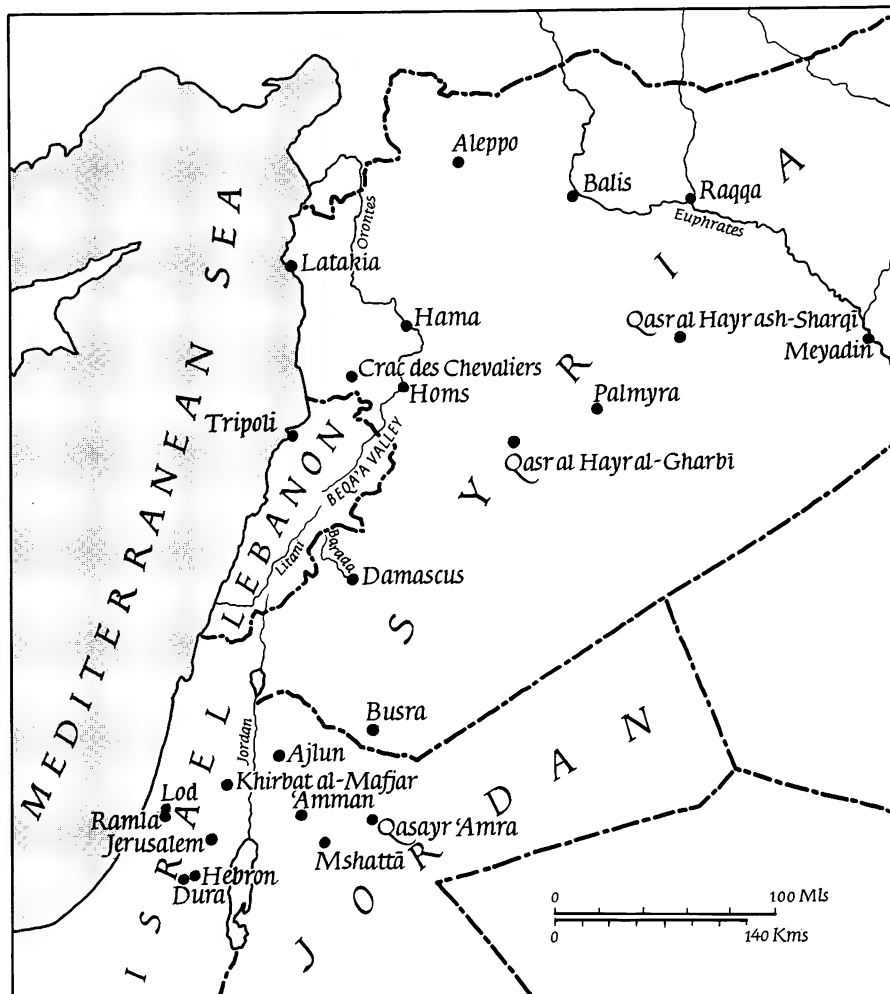 Aleppo
Balis
Raqqa
Euphrates
Orontes
Latakia
Hama
Qasr al Hayr ash-Sharqī
Meyadin
Crac des Chevaliers
Homs
Palmyra
Tripoli
Qasr al Hayr al-Gharbī
BEQA'A VALLEY
LEBANON
MEDITERRANEAN SEA
SYRIA
Litani
Barada
Damascus
Busra
Jordan
Ajlun
Khirbat al-Mafjar
Lod
'Amman
Ramla
Qasayr 'Amra
Jerusalem
Mshattā
Hebron
Dura
ISRAEL
JORDAN
0 100 Mls
0 140 Kms